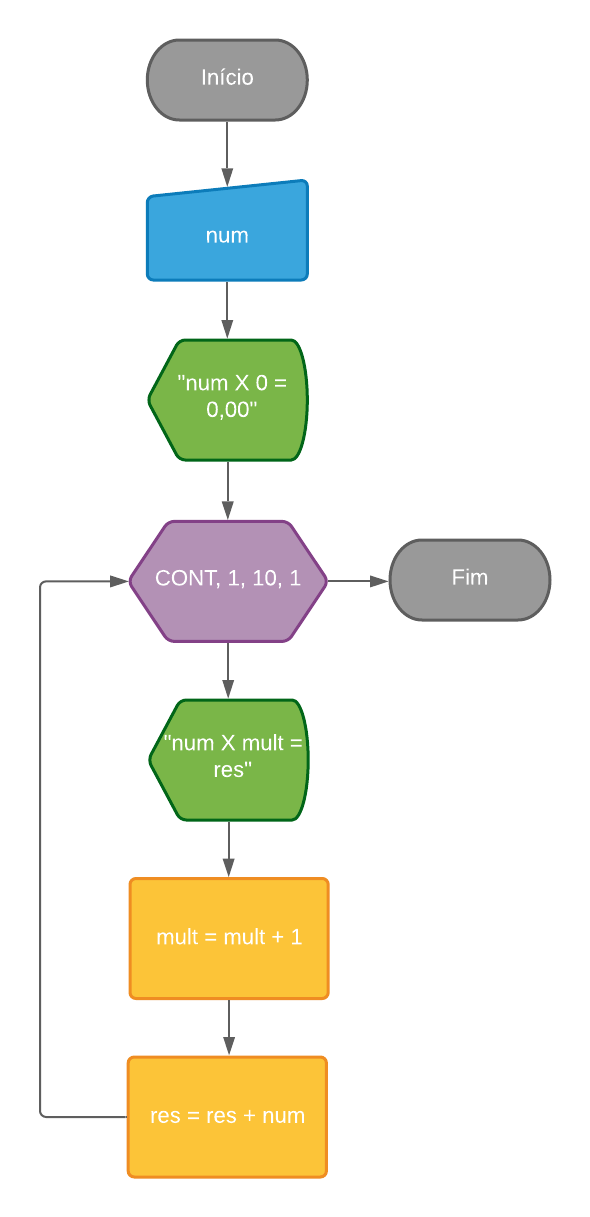 Início
num
"num X 0 =
0,00"
CONT, 1, 10, 1
Fim
"num X mult =
res"
mult = mult + 1
res = res + num